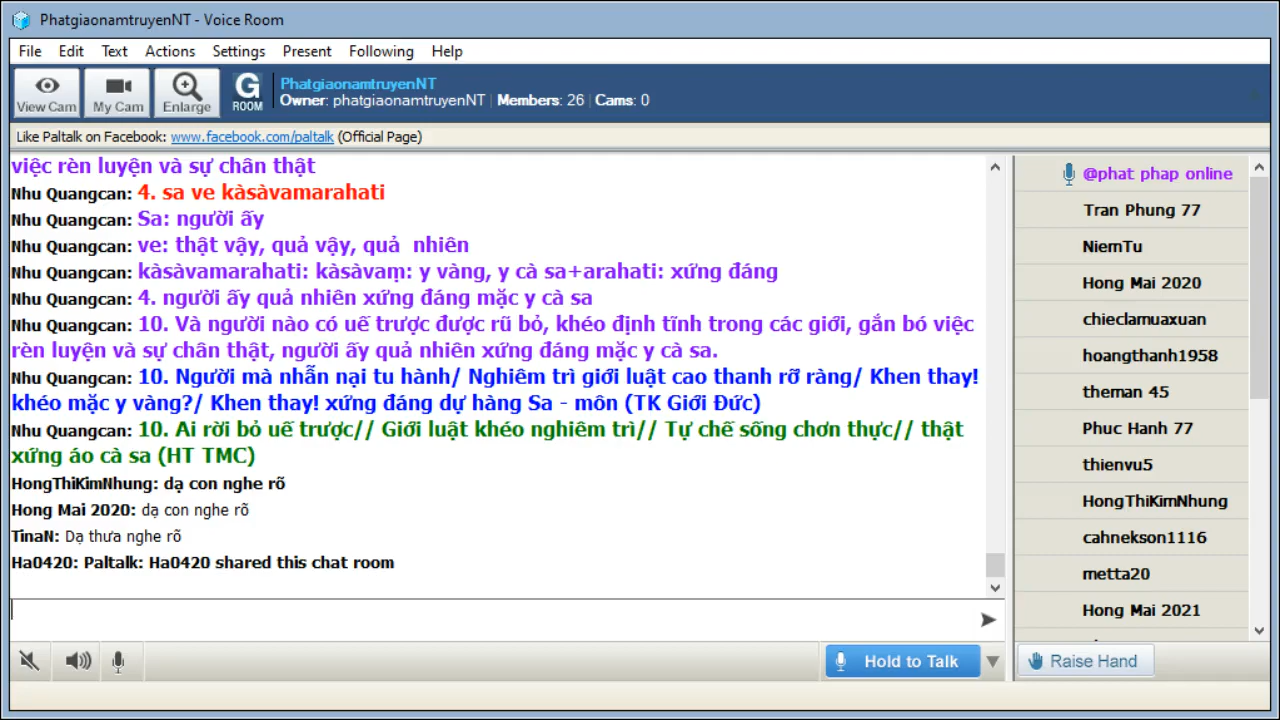 PhatgiaonamtruyenNT - Voice Room
File Edit Text Actions Settings Present Following Help
View Cam
My Cam
Enlarge
G
ROOM
PhatgiaonamtruyenNT
Owner: phatgiaonamtruyenNT | Members: 26 | Cams: 0
Like Paltalk on Facebook: www.facebook.com/paltalk (Official Page)
việc rèn luyện và sự chân thật
Nhu Quangcan: 4. sa ve kàsàvamarahati
Nhu Quangcan: Sa: người ấy
Nhu Quangcan: ve: thật vậy, quả vậy, quả nhiên
Nhu Quangcan: kàsàvamarahati: kàsàvaṃ: y vàng, y cà sa+arahati: xứng đáng
Nhu Quangcan: 4. người ấy quả nhiên xứng đáng mặc y cà sa
Nhu Quangcan: 10. Và người nào có uế trược được rũ bỏ, khéo định tĩnh trong các giới, gắn bó việc
rèn luyện và sự chân thật, người ấy quả nhiên xứng đáng mặc y cà sa.
Nhu Quangcan: 10. Người mà nhẫn nại tu hành/ Nghiêm trì giới luật cao thanh rỡ ràng/ Khen thay!
khéo mặc y vàng?/ Khen thay! xứng đáng dự hàng Sa - môn (TK Giới Đức)
Nhu Quangcan: 10. Ai rời bỏ uế trược// Giới luật khéo nghiêm trì// Tự chế sống chơn thực// thật
xứng áo cà sa (HT TMC)
HongThiKimNhung: dạ con nghe rõ
Hong Mai 2020: dạ con nghe rõ
TinaN: Dạ thưa nghe rõ
Ha0420: Paltalk: Ha0420 shared this chat room
Hold to Talk
@phat phap online
Tran Phung 77
NiemTu
Hong Mai 2020
chieclamuaxuan
hoangthanh1958
theman 45
Phuc Hanh 77
thienvu5
HongThiKimNhung
cahnekson1116
metta20
Hong Mai 2021
Raise Hand